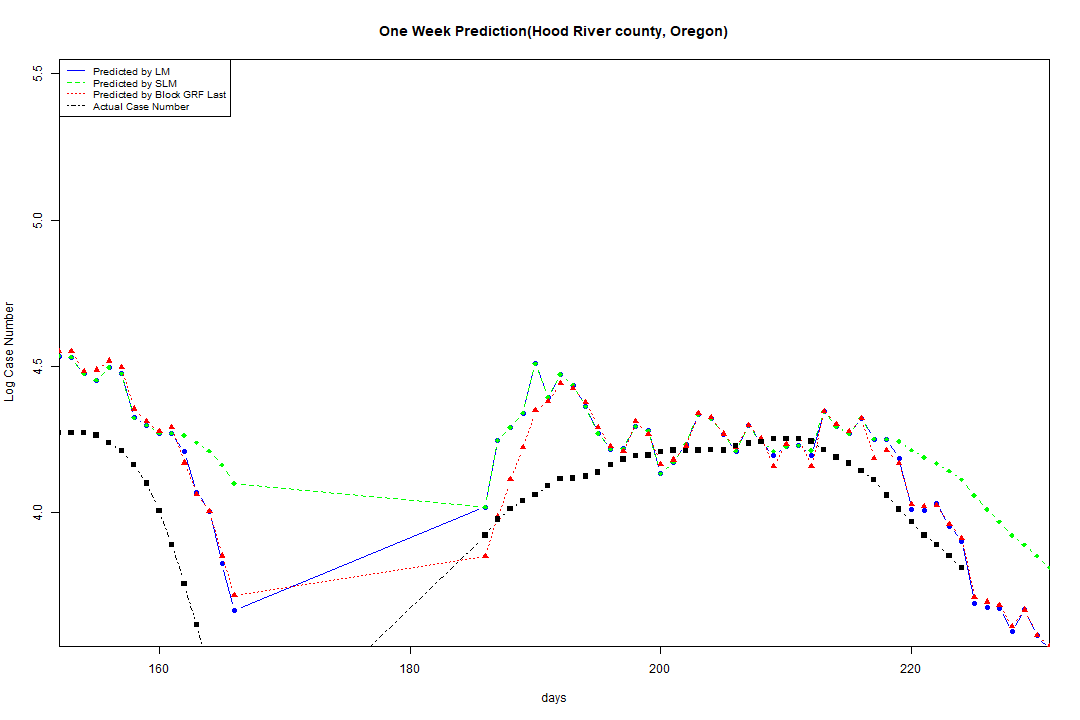 One Week Prediction(Hood River county, Oregon)
Predicted by LM
Predicted by SLM
Predicted by Block GRF Last
Actual Case Number
5.5
5.0
4.5
4.0
Log Case Number
160 180 200 220
days